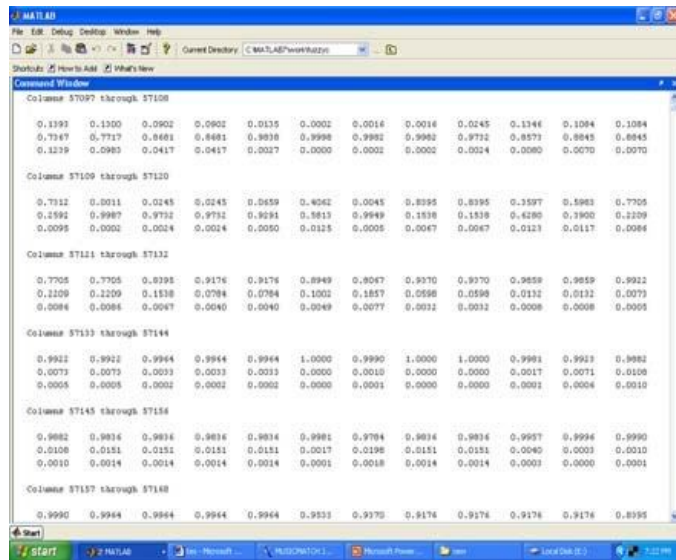 MATLAB
File Edit Debug Desktop Window Help
Current Directory: C:\MATLAB7\work\fuzzyc
Shortcuts How to Add What's New
Command Window
Columns 57097 through 57108
0.1393 0.1300 0.0902 0.0902 0.0135 0.0002 0.0016 0.0016 0.0245 0.1346 0.1084 0.1084
0.7367 0.7717 0.8681 0.8681 0.9838 0.9998 0.9982 0.9982 0.9732 0.8573 0.8845 0.8845
0.1239 0.0983 0.0417 0.0417 0.0027 0.0000 0.0002 0.0002 0.0024 0.0080 0.0070 0.0070
Columns 57109 through 57120
0.7312 0.0011 0.0245 0.0245 0.0659 0.4062 0.0045 0.8395 0.8395 0.3597 0.5983 0.7705
0.2592 0.9987 0.9732 0.9732 0.9291 0.5813 0.9949 0.1538 0.1538 0.6280 0.3900 0.2209
0.0095 0.0002 0.0024 0.0024 0.0050 0.0125 0.0005 0.0067 0.0067 0.0123 0.0117 0.0086
Columns 57121 through 57132
0.7705 0.7705 0.8395 0.9176 0.9176 0.8949 0.8067 0.9370 0.9370 0.9859 0.9859 0.9922
0.2209 0.2209 0.1538 0.0784 0.0784 0.1002 0.1857 0.0598 0.0598 0.0132 0.0132 0.0073
0.0086 0.0086 0.0067 0.0040 0.0040 0.0049 0.0077 0.0032 0.0032 0.0008 0.0008 0.0005
Columns 57133 through 57144
0.9922 0.9922 0.9964 0.9964 0.9964 1.0000 0.9990 1.0000 1.0000 0.9981 0.9923 0.9882
0.0073 0.0073 0.0033 0.0033 0.0033 0.0000 0.0010 0.0000 0.0000 0.0017 0.0071 0.0108
0.0005 0.0005 0.0002 0.0002 0.0002 0.0000 0.0001 0.0000 0.0000 0.0001 0.0006 0.0010
Columns 57145 through 57156
0.9882 0.9836 0.9836 0.9836 0.9836 0.9981 0.9784 0.9836 0.9836 0.9957 0.9996 0.9990
0.0108 0.0151 0.0151 0.0151 0.0151 0.0017 0.0198 0.0151 0.0151 0.0040 0.0003 0.0010
0.0010 0.0014 0.0014 0.0014 0.0014 0.0001 0.0018 0.0014 0.0014 0.0003 0.0000 0.0001
Columns 57157 through 57168
0.9990 0.9964 0.9964 0.9964 0.9964 0.9533 0.9370 0.9176 0.9176 0.9176 0.9176 0.8395
Start
start 2 MATLAB - Microsoft ... MUSICMATCH J... Microsoft Power... Local Disk (E:) 7:22 PM